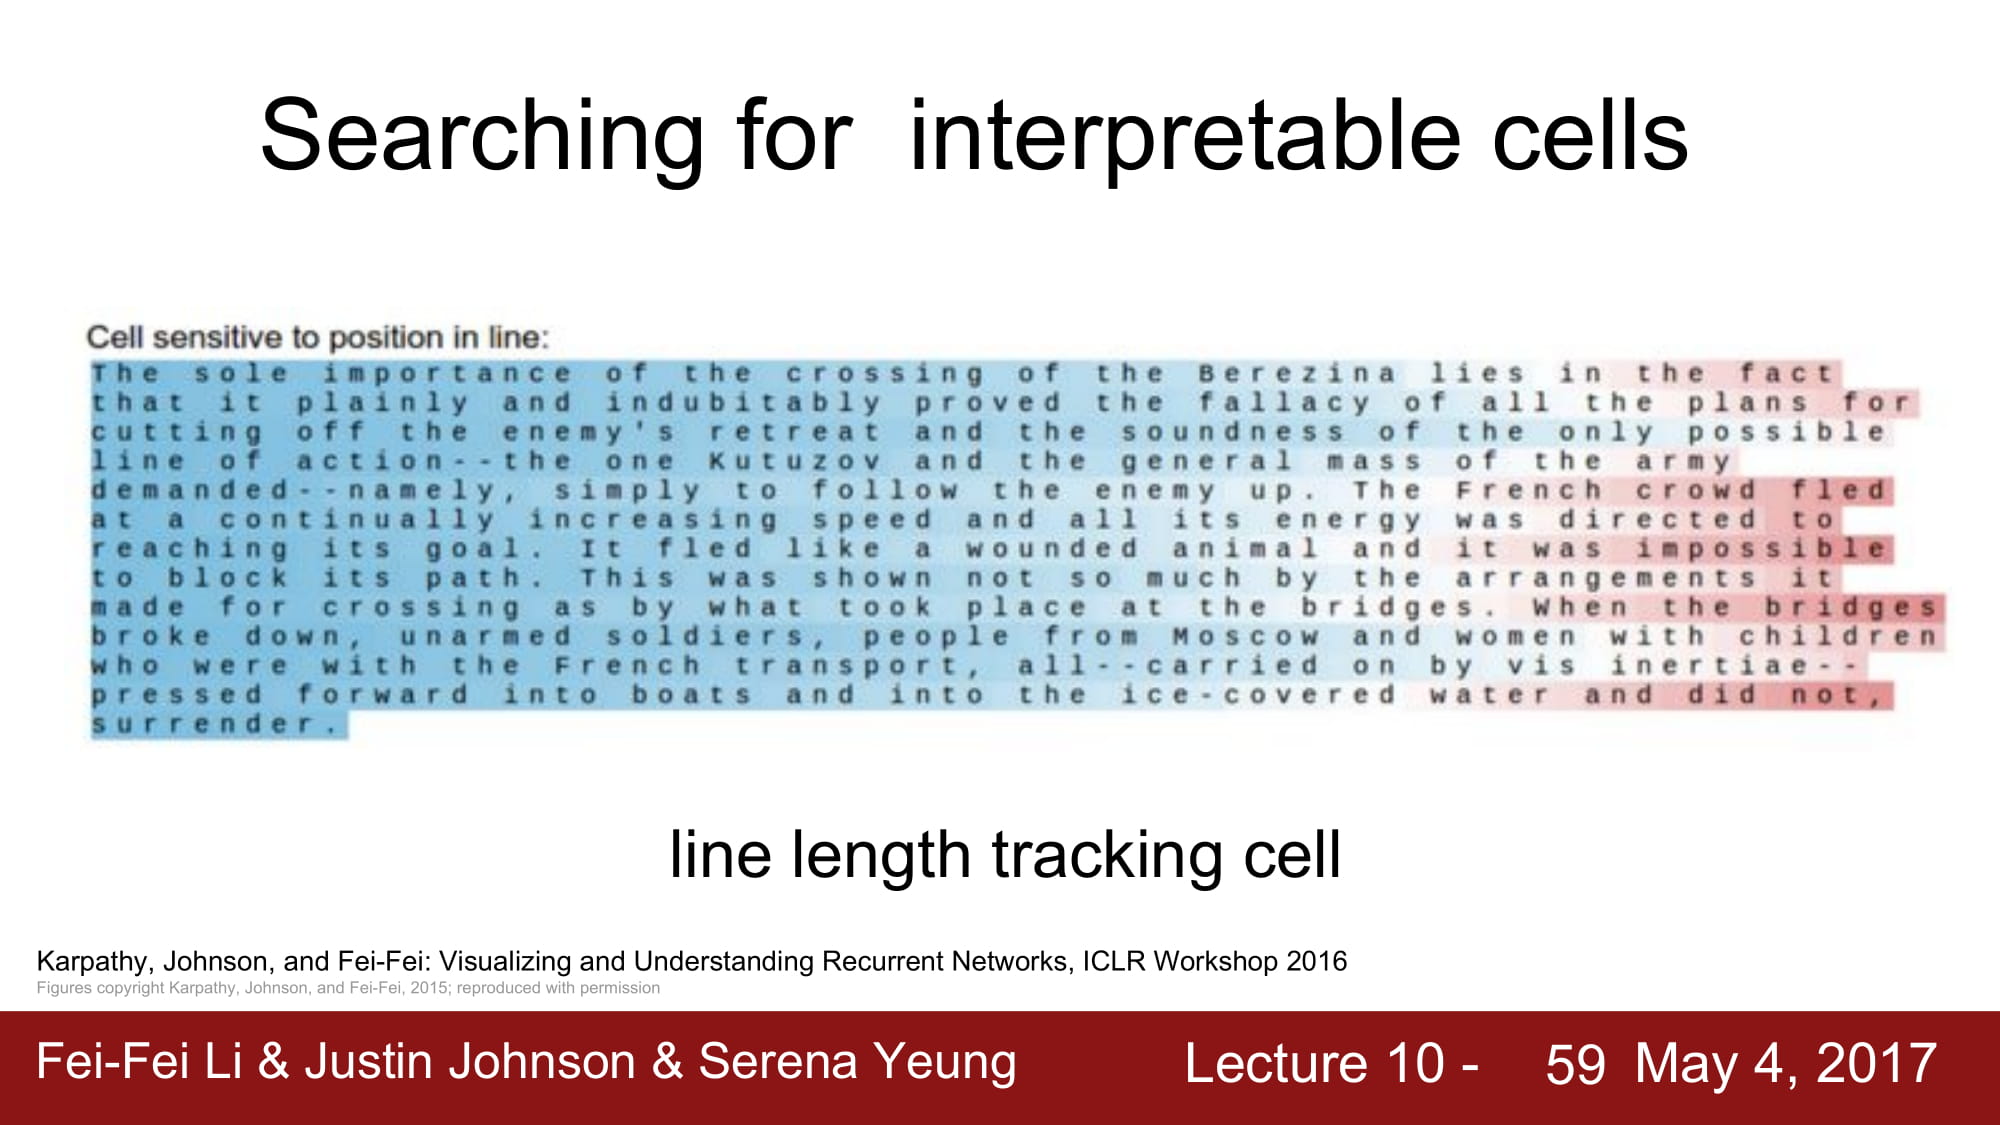 Searching for  interpretable cells
Cell sensitive to position in line:
The sole importance of the crossing of the Berezina lies in the fact
that it plainly and indubitably proved the fallacy of all the plans for
cutting off the enemy's retreat and the soundness of the only possible
line of action--the one Kutuzov and the general mass of the army
demanded--namely, simply to follow the enemy up. The French crowd fled
at a continually increasing speed and all its energy was directed to
reaching its goal. It fled like a wounded animal and it was impossible
to block its path. This was shown not so much by the arrangements it
made for crossing as by what took place at the bridges. When the bridges
broke down, unarmed soldiers, people from Moscow and women with children
who were with the French transport, all--carried on by vis inertiae--
pressed forward into boats and into the ice-covered water and did not,
surrender.
line length tracking cell
Karpathy, Johnson, and Fei-Fei: Visualizing and Understanding Recurrent Networks, ICLR Workshop 2016
Figures copyright Karpathy, Johnson, and Fei-Fei, 2015; reproduced with permission
Fei-Fei Li & Justin Johnson & Serena Yeung Lecture 10 - 59 May 4, 2017